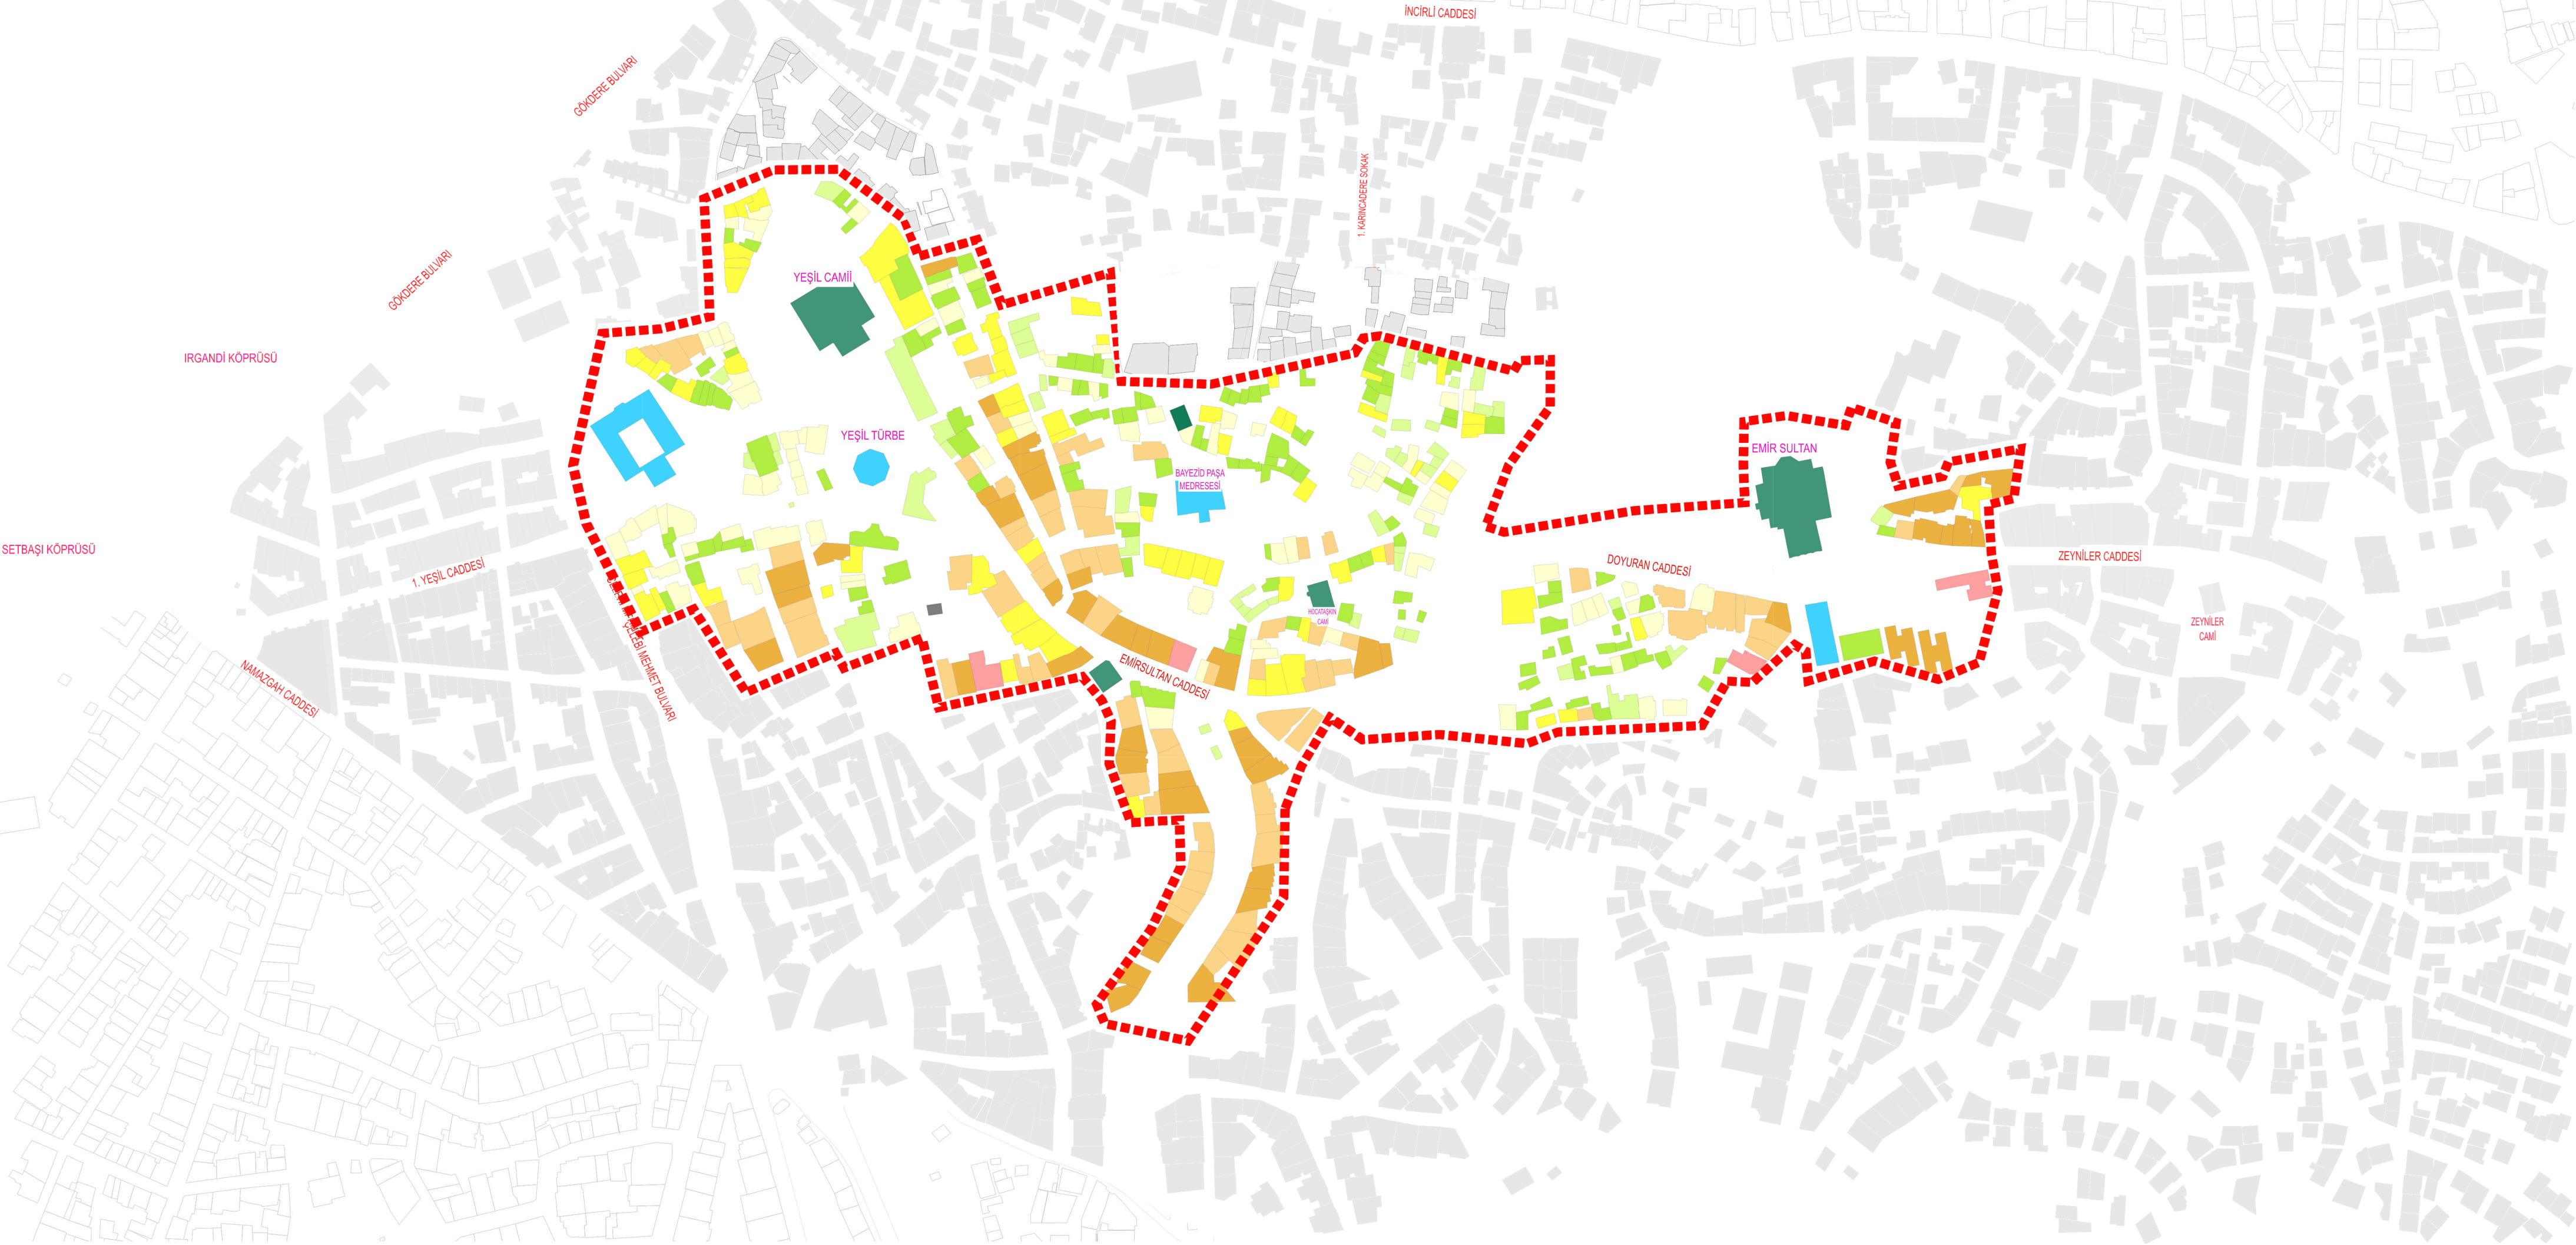 İNCİRLİ CADDESİ
GÖKDERE BULVARI
1. KARINCADERE SOKAK
GÖKDERE BULVARI
YEŞİL CAMİİ
IRGANDİ KÖPRÜSÜ
YEŞİL TÜRBE
EMİR SULTAN
BAYEZİD PAŞA
MEDRESESİ
SETBAŞI KÖPRÜSÜ
1. YEŞİL CADDESİ
DOYURAN CADDESİ
ZEYNİLER CADDESİ
HOCATAŞKIN
CAMİ
ZEYNİLER
CAMİ
ÇELEBİ MEHMET BULVARI
EMİRSULTAN CADDESİ
NAMAZGAH CADDESİ